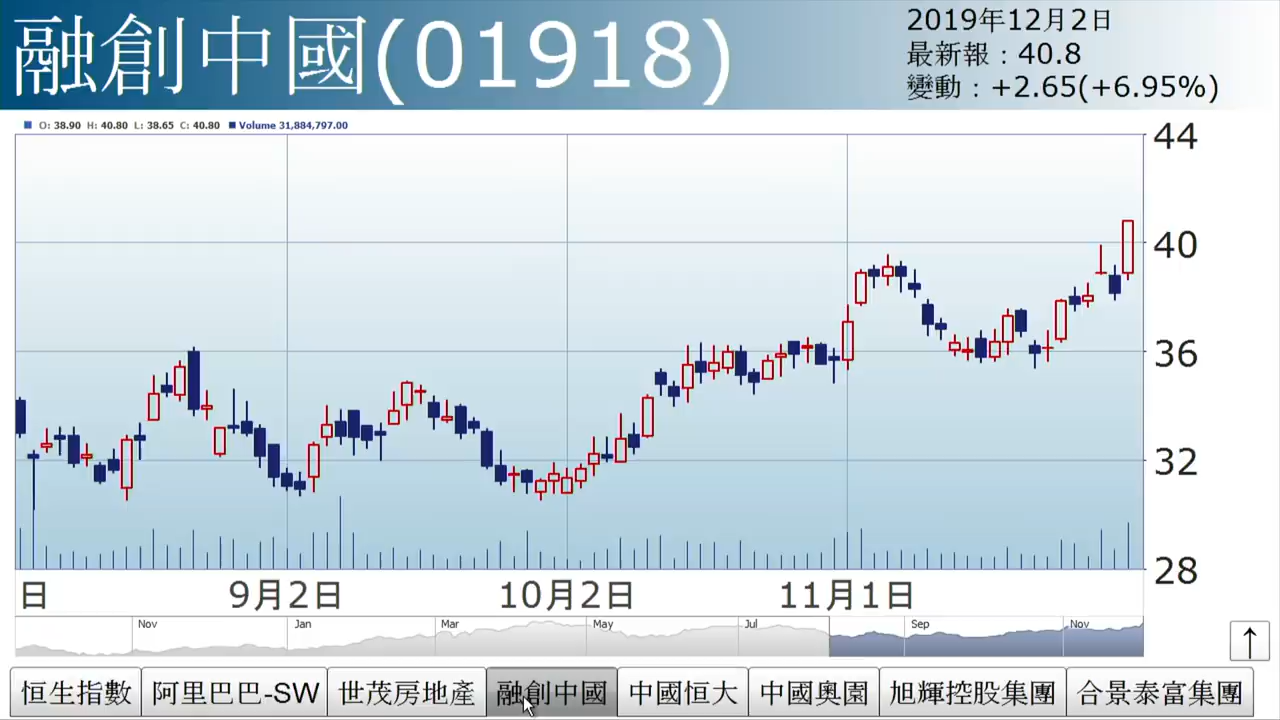 融創中國(01918)
2019年12月2日
最新報：40.8
變動：+2.65(+6.95%)
O: 38.90 H: 40.80 L: 38.65 C: 40.80 Volume 31,884,797.00
44
40
36
32
28
日 9月2日 10月2日 11月1日
Nov Jan Mar May Jul Sep Nov
↑
恒生指數 阿里巴巴-SW 世茂房地產 融創中國 中國恒大 中國奧園 旭輝控股集團 合景泰富集團